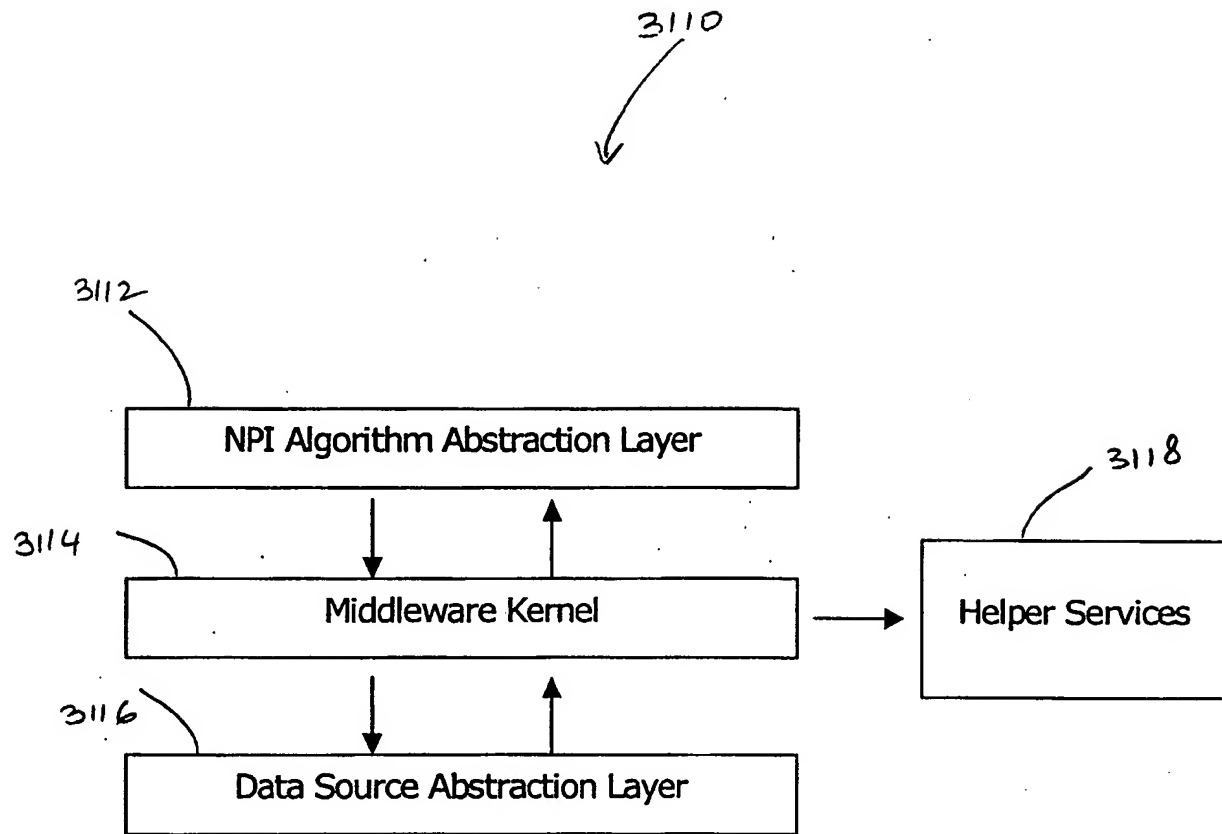 3110
3112
NPI Algorithm Abstraction Layer
3118
3114
Middleware Kernel
Helper Services
3116
Data Source Abstraction Layer